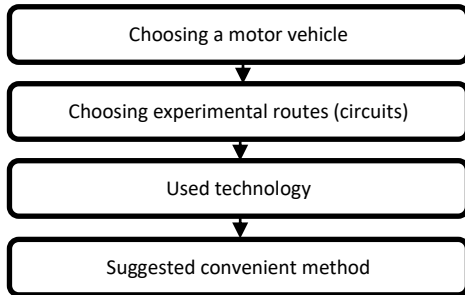 Choosing a motor vehicle
Choosing experimental routes (circuits)
Used technology
Suggested convenient method